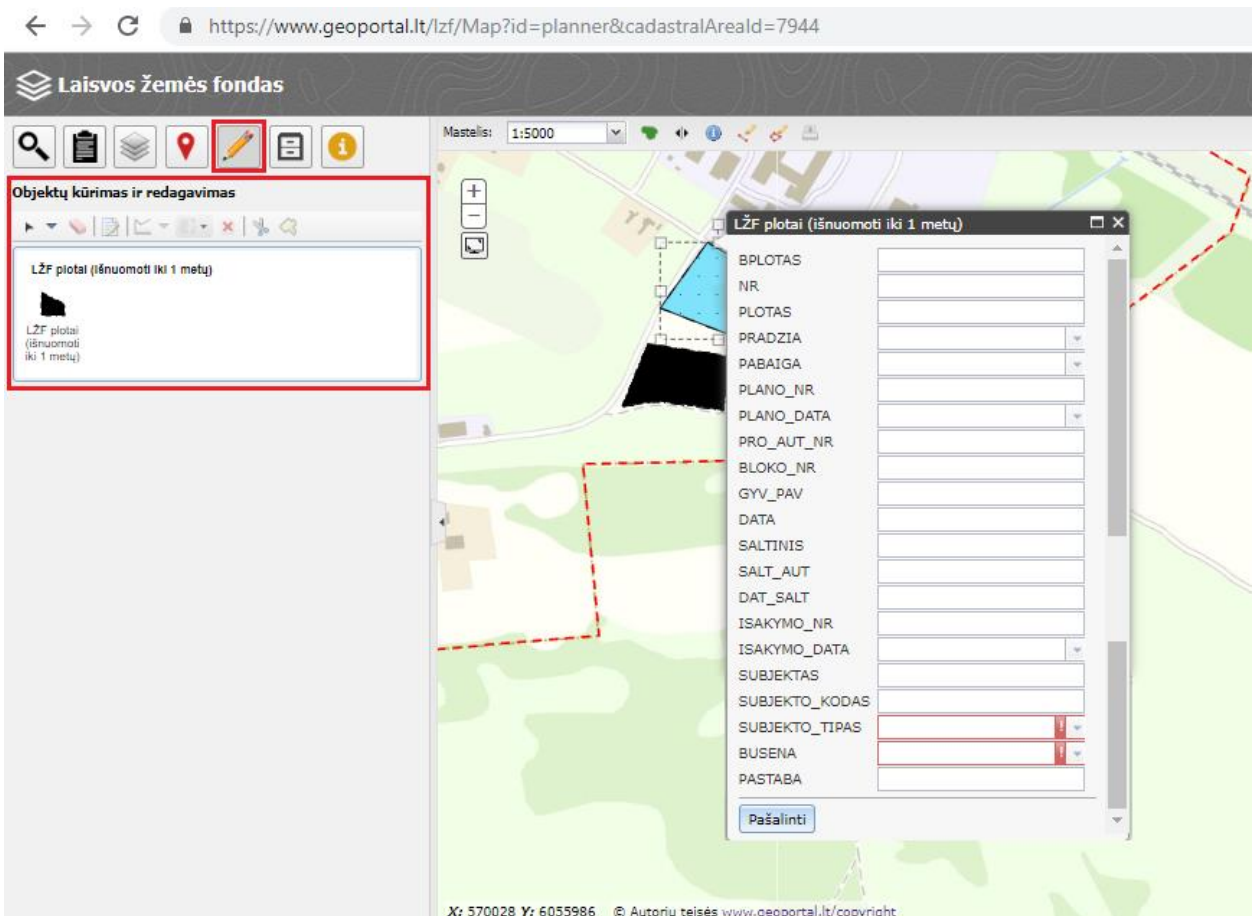 https://www.geoportal.lt/lzf/Map?id=planner&cadastralAreaId=7944
Laisvos žemės fondas
Mastelis: 1:5000
Objektų kūrimas ir redagavimas
LŽF plotai (išnuomoti iki 1 metų)
LŽF plotai
(išnuomoti
iki 1 metų)
LŽF plotai (išnuomoti iki 1 metų)
BPLOTAS
NR
PLOTAS
PRADZIA
PABAIGA
PLANO_NR
PLANO_DATA
PRO_AUT_NR
BLOKO_NR
GYV_PAV
DATA
SALTINIS
SALT_AUT
DAT_SALT
ISAKYMO_NR
ISAKYMO_DATA
SUBJEKTAS
SUBJEKTO_KODAS
SUBJEKTO_TIPAS
BUSENA
PASTABA
Pašalinti
X: 570028 Y: 6055986 © Autorių teisės www.geoportal.lt/copyright